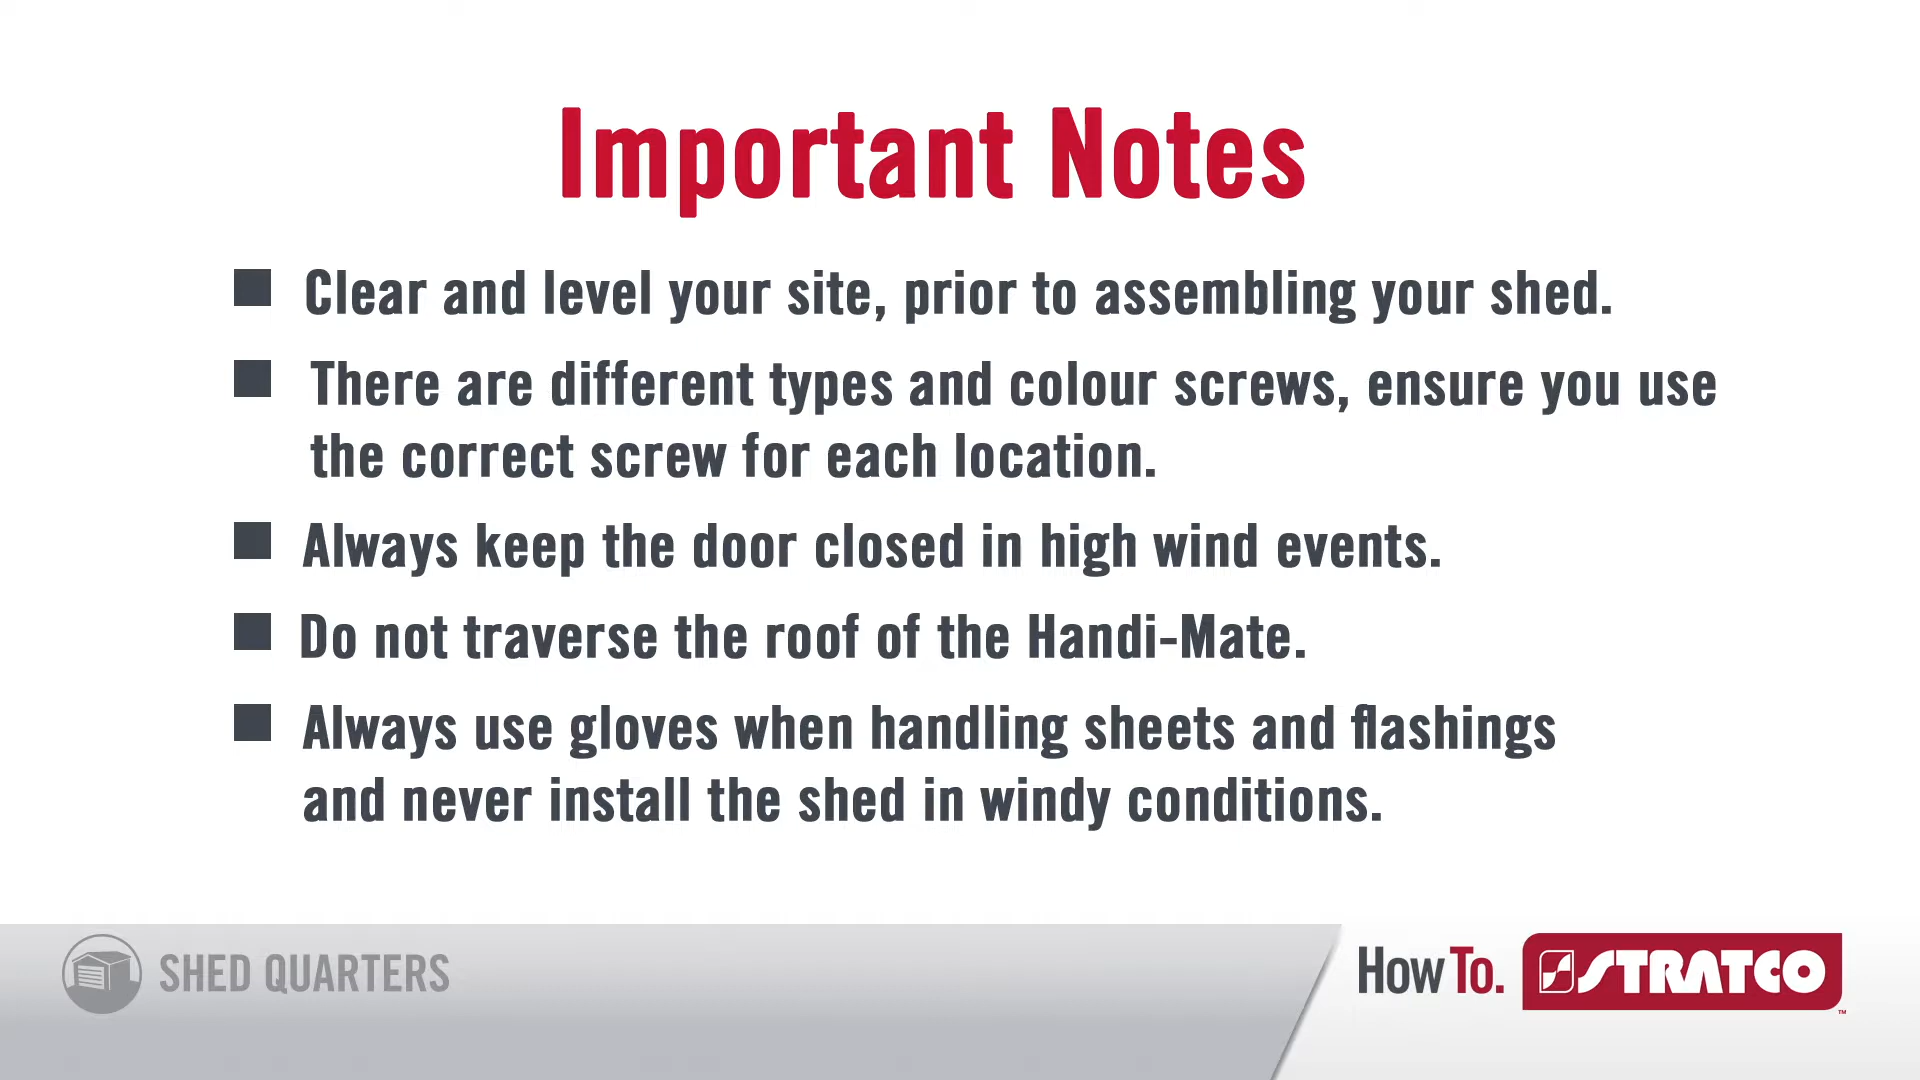 Important Notes
Clear and level your site, prior to assembling your shed.
There are different types and colour screws, ensure you use
the correct screw for each location.
Always keep the door closed in high wind events.
Do not traverse the roof of the Handi-Mate.
Always use gloves when handling sheets and flashings
and never install the shed in windy conditions.
SHED QUARTERS
HowTo. STRATCO™